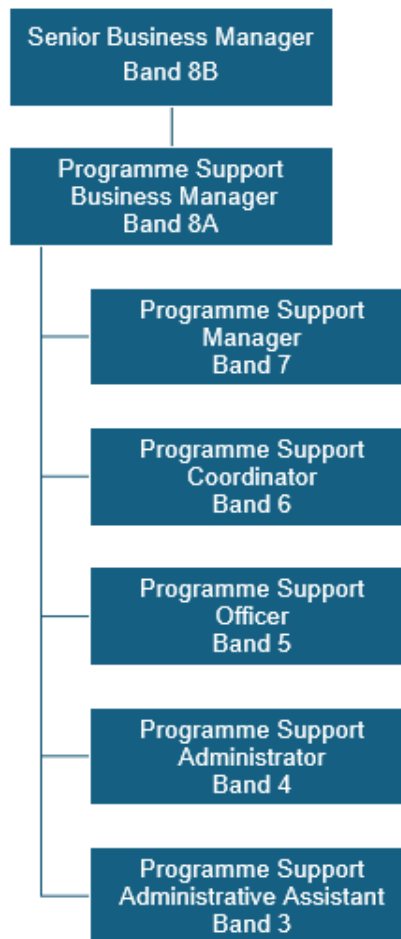 Senior Business Manager
Band 8B
Programme Support
Business Manager
Band 8A
Programme Support
Manager
Band 7
Programme Support
Coordinator
Band 6
Programme Support
Officer
Band 5
Programme Support
Administrator
Band 4
Programme Support
Administrative Assistant
Band 3